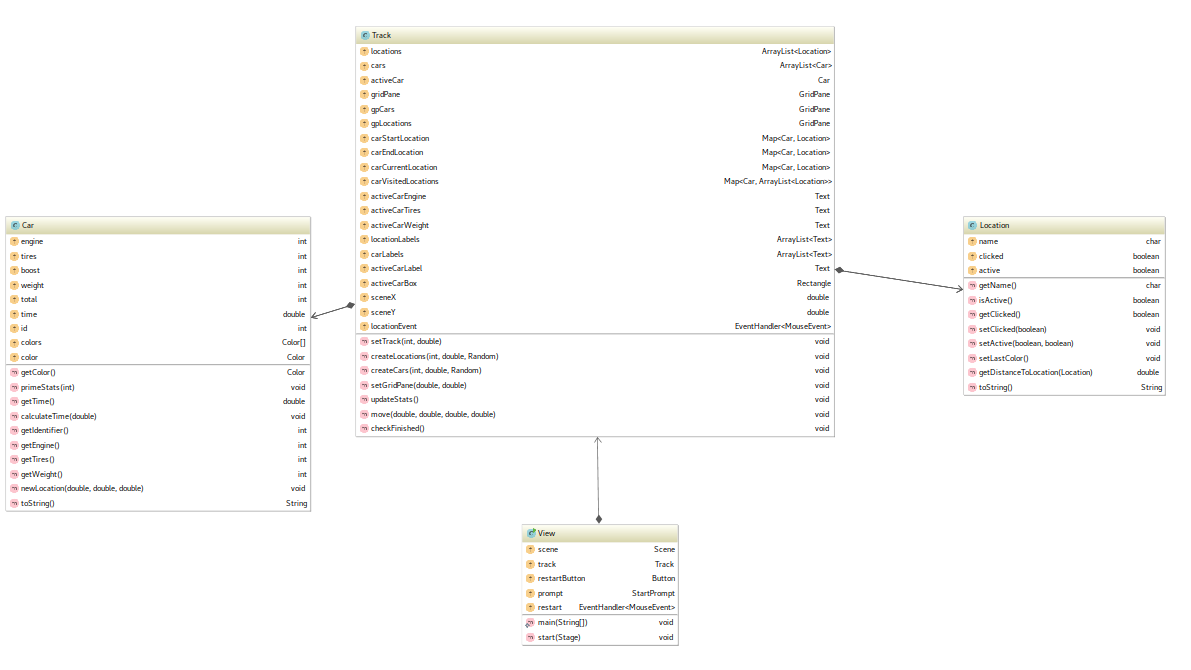 Track
locations ArrayList<Location>
cars ArrayList<Car>
activeCar Car
gridPane GridPane
gpCars GridPane
gpLocations GridPane
carStartLocation Map<Car, Location>
carEndLocation Map<Car, Location>
carCurrentLocation Map<Car, Location>
carVisitedLocations Map<Car, ArrayList<Location>>
activeCarEngine Text
activeCarTires Text
activeCarWeight Text
locationLabels ArrayList<Text>
carLabels ArrayList<Text>
activeCarLabel Text
activeCarBox Rectangle
sceneX double
sceneY double
locationEvent EventHandler<MouseEvent>
setTrack(int, double) void
createLocations(int, double, Random) void
createCars(int, double, Random) void
setGridPane(double, double) void
updateStats() void
move(double, double, double, double) void
checkFinished() void
Car
engine int
tires int
boost int
weight int
total int
time double
id int
colors Color[]
color Color
getColor() Color
primeStats(int) void
getTime() double
calculateTime(double) void
getIdentifier() int
getEngine() int
getTires() int
getWeight() int
newLocation(double, double, double) void
toString() String
Location
name char
clicked boolean
active boolean
getName() char
isActive() boolean
getClicked() boolean
setClicked(boolean) void
setActive(boolean, boolean) void
setLastColor() void
getDistanceToLocation(Location) double
toString() String
View
scene Scene
track Track
restartButton Button
prompt StartPrompt
restart EventHandler<MouseEvent>
main(String[]) void
start(Stage) void